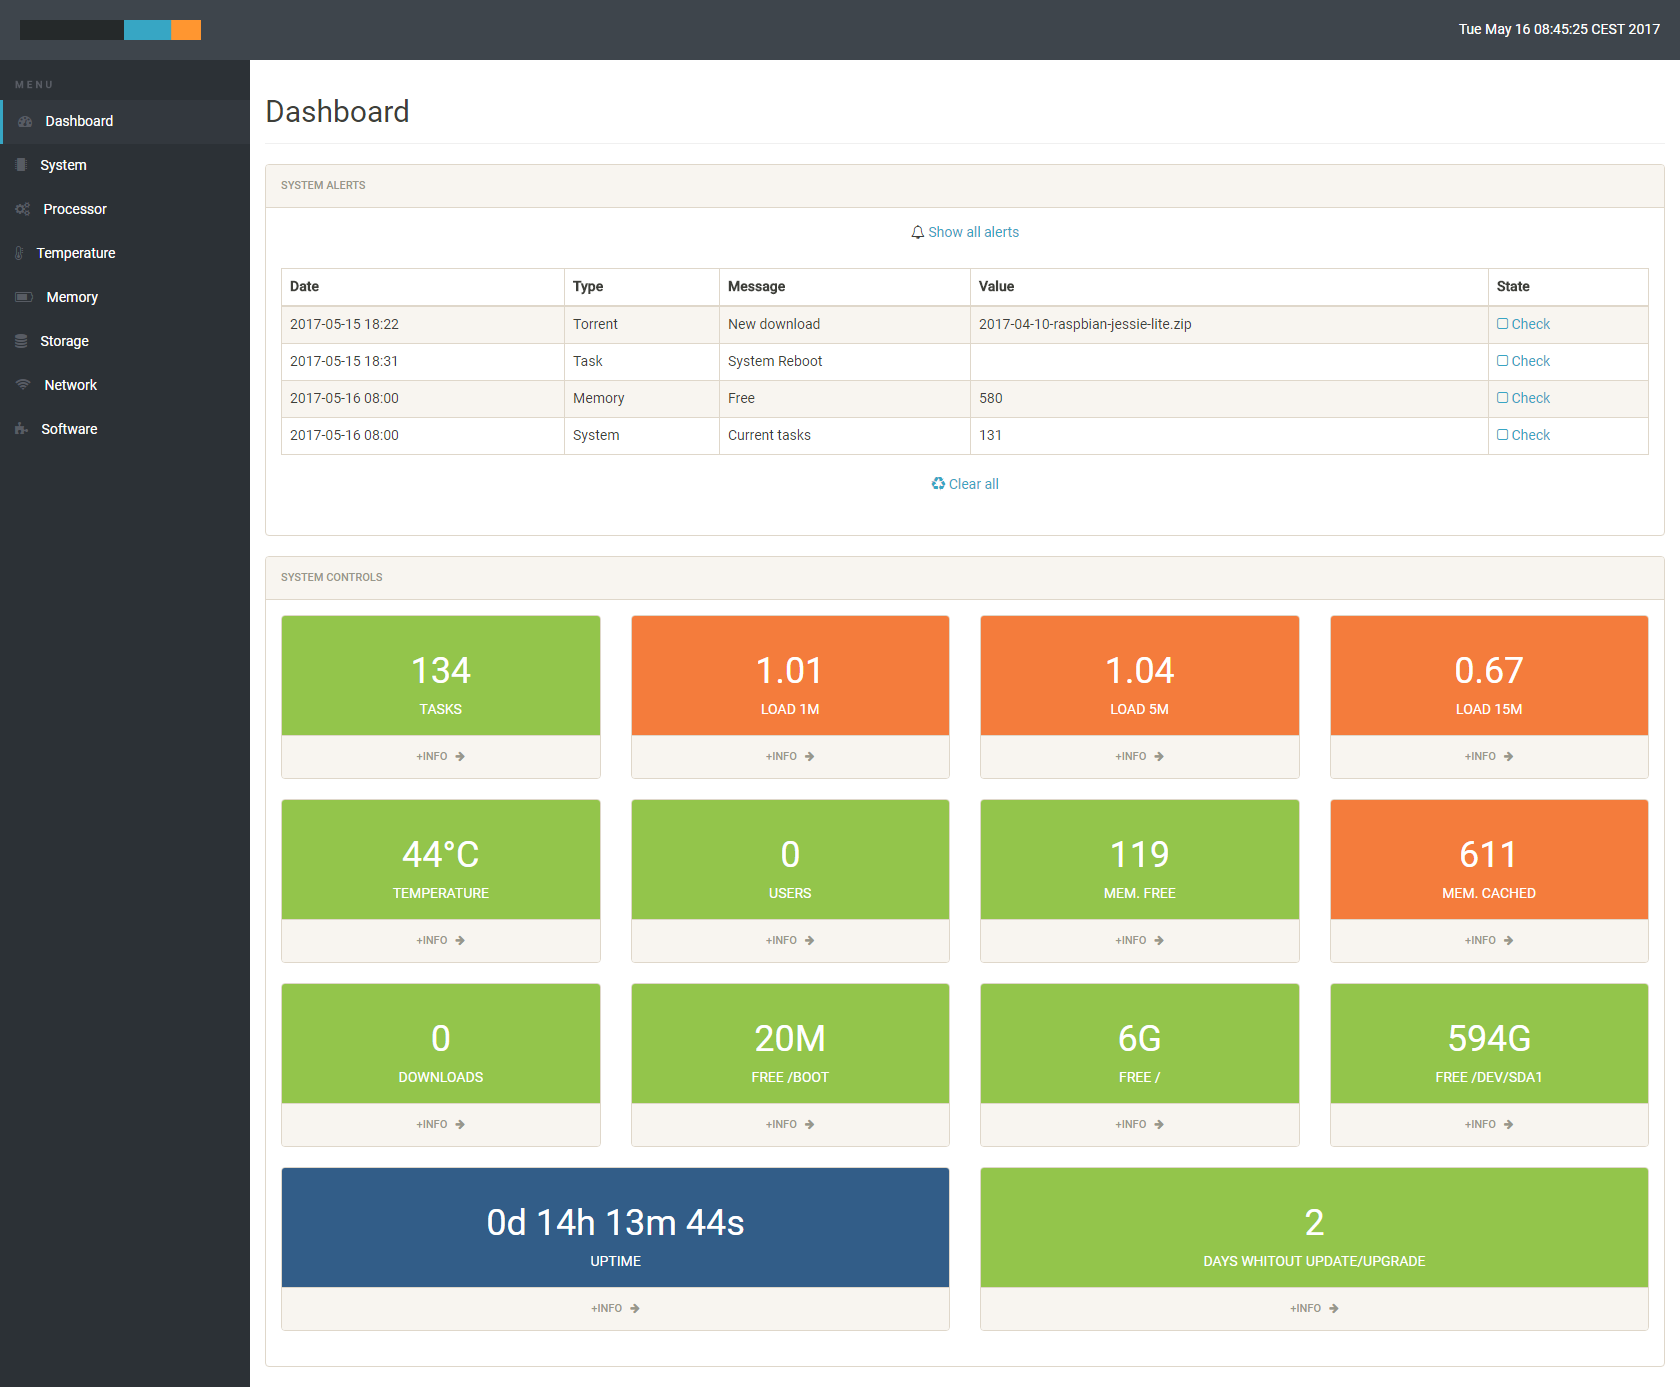 Tue May 16 08:45:25 CEST 2017
MENU
Dashboard
System
Processor
Temperature
Memory
Storage
Network
Software
Dashboard
SYSTEM ALERTS
Show all alerts
Date Type Message Value State
2017-05-15 18:22 Torrent New download 2017-04-10-raspbian-jessie-lite.zip Check
2017-05-15 18:31 Task System Reboot Check
2017-05-16 08:00 Memory Free 580 Check
2017-05-16 08:00 System Current tasks 131 Check
Clear all
SYSTEM CONTROLS
134 1.01 1.04 0.67
TASKS LOAD 1M LOAD 5M LOAD 15M
+INFO +INFO +INFO +INFO
44°C 0 119 611
TEMPERATURE USERS MEM. FREE MEM. CACHED
+INFO +INFO +INFO +INFO
0 20M 6G 594G
DOWNLOADS FREE /BOOT FREE / FREE /DEV/SDA1
+INFO +INFO +INFO +INFO
0d 14h 13m 44s 2
UPTIME DAYS WHITOUT UPDATE/UPGRADE
+INFO +INFO